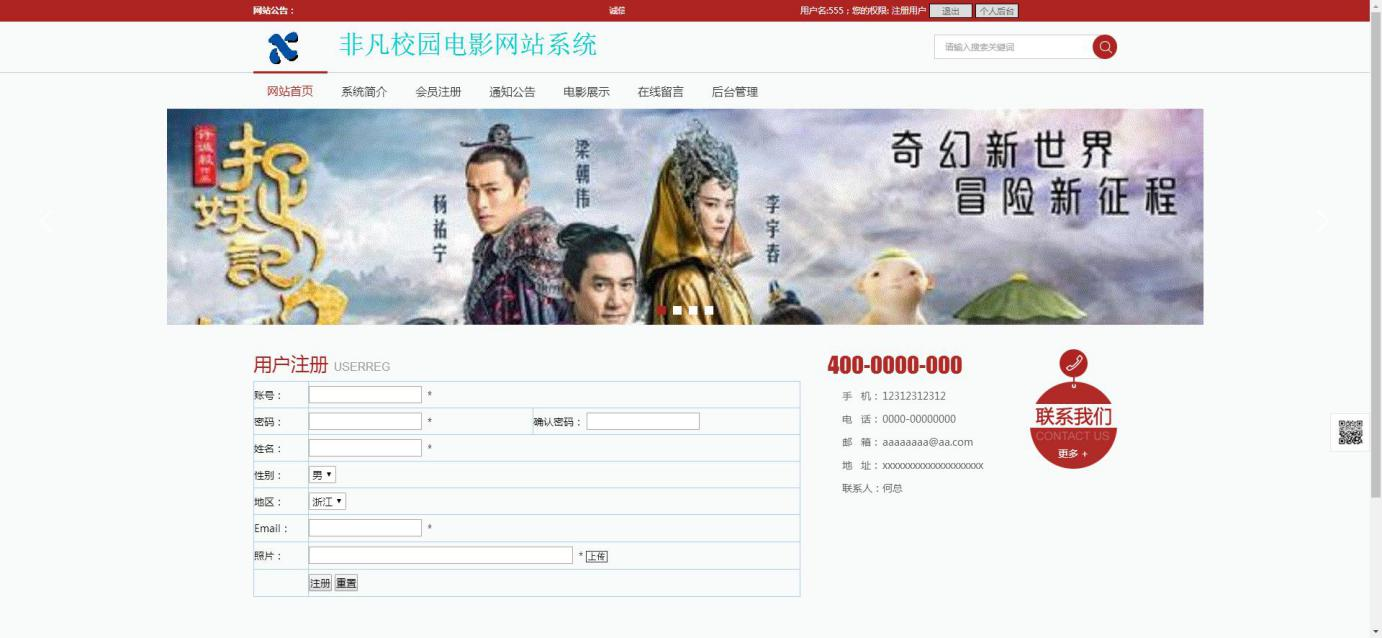 网站公告： 诚信 用户名:555；您的权限: 注册用户 退出 个人后台
非凡校园电影网站系统
请输入搜索关键词
网站首页 系统简介 会员注册 通知公告 电影展示 在线留言 后台管理
许诚毅作品
捉妖記2
杨祐宁
梁朝伟
李宇春
奇幻新世界
冒险新征程
用户注册 USERREG
账号： *
密码： * 确认密码：
姓名： *
性别： 男
地区： 浙江
Email： *
照片： * 上传
注册 重置
400-0000-000
手 机：12312312312
电 话：0000-00000000
邮 箱：aaaaaaaa@aa.com
地 址：xxxxxxxxxxxxxxxxxxxx
联系人：何总
联系我们
CONTACT US
更多 +